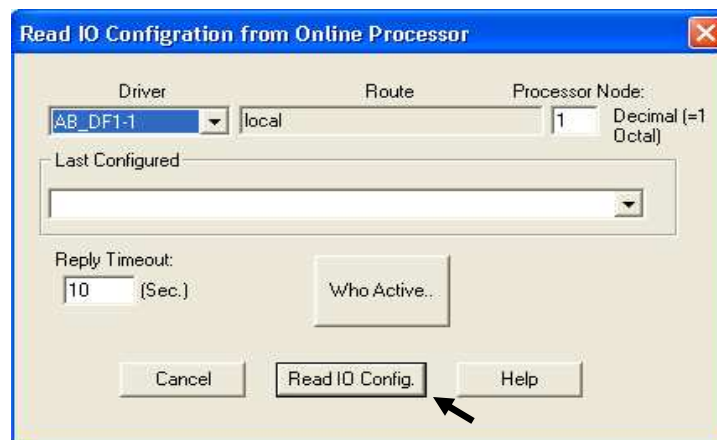 Read IO Configration from Online Processor
Driver Route Processor Node:
AB_DF1-1 local 1 Decimal (=1
Octal)
Last Configured
Reply Timeout:
10 (Sec.) Who Active..
Cancel Read IO Config. Help